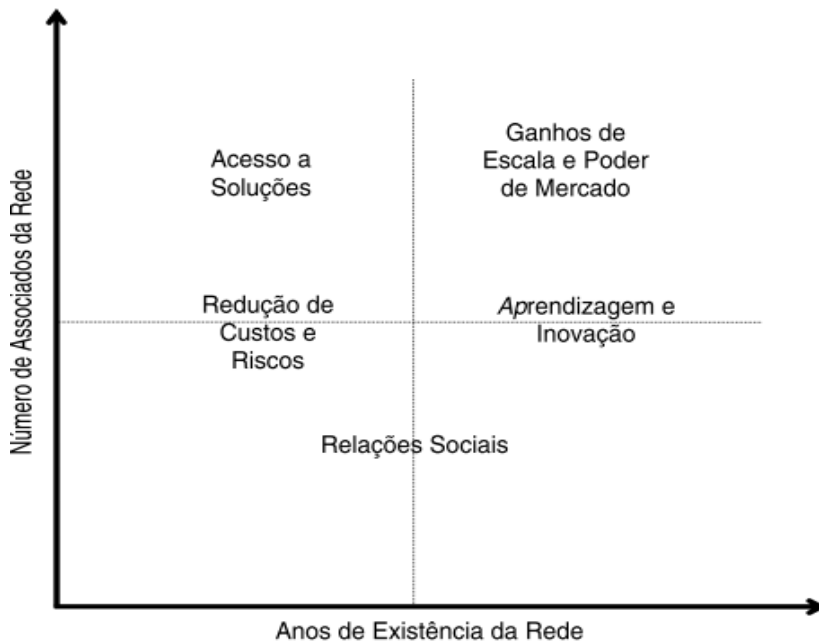 Número de Associados da Rede
Acesso a
Soluções
Ganhos de
Escala e Poder
de Mercado
Redução de
Custos e
Riscos
Aprendizagem e
Inovação
Relações Sociais
Anos de Existência da Rede